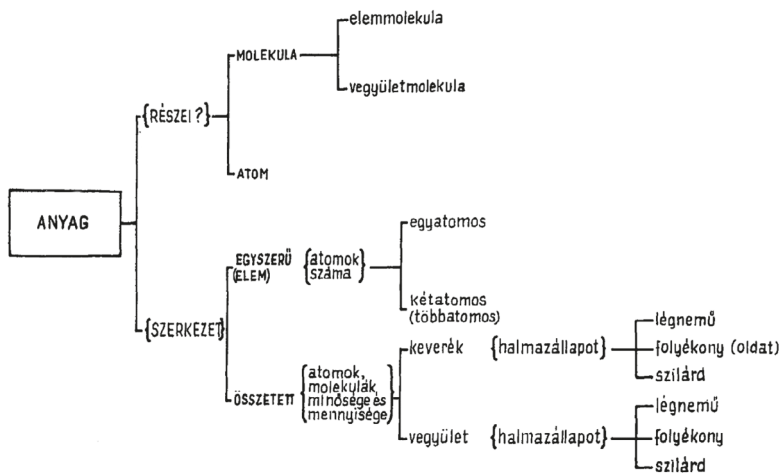 elemmolekula
MOLEKULA
vegyületmolekula
{RÉSZEI?}
ATOM
ANYAG
egyatomos
EGYSZERŰ
(ELEM)
{atomok
száma}
kétatomos
(többatomos)
{SZERKEZET}
légnemű
keverék {halmazállapot} folyékony (oldat)
szilárd
ÖSSZETETT
{atomok,
molekulák,
minősége és
mennyisége}
légnemű
vegyület {halmazállapot} folyékony
szilárd